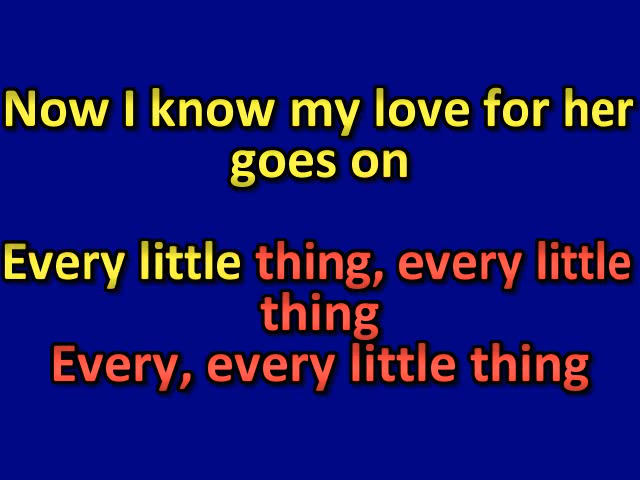 Now I know my love for her
goes on
Every little thing, every little
thing
Every, every little thing